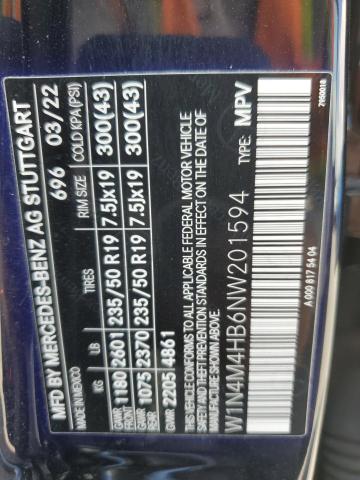 MFD BY MERCEDES-BENZ AG STUTTGART
MADE IN MEXICO 696 03/22
KG LB TIRES RIM SIZE COLD KPA (PSI)
GAWR FRONT 1180 2601 235/50 R19 7.5Jx19 300(43)
GAWR REAR 1075 2370 235/50 R19 7.5Jx19 300(43)
GVWR 2205 4861
THIS VEHICLE CONFORMS TO ALL APPLICABLE FEDERAL MOTOR VEHICLE
SAFETY STANDARDS IN EFFECT ON THE DATE OF
MANUFACTURE SHOWN ABOVE.
W1N4M4HB6NW201594 TYPE: MPV
A 000 817 54 04